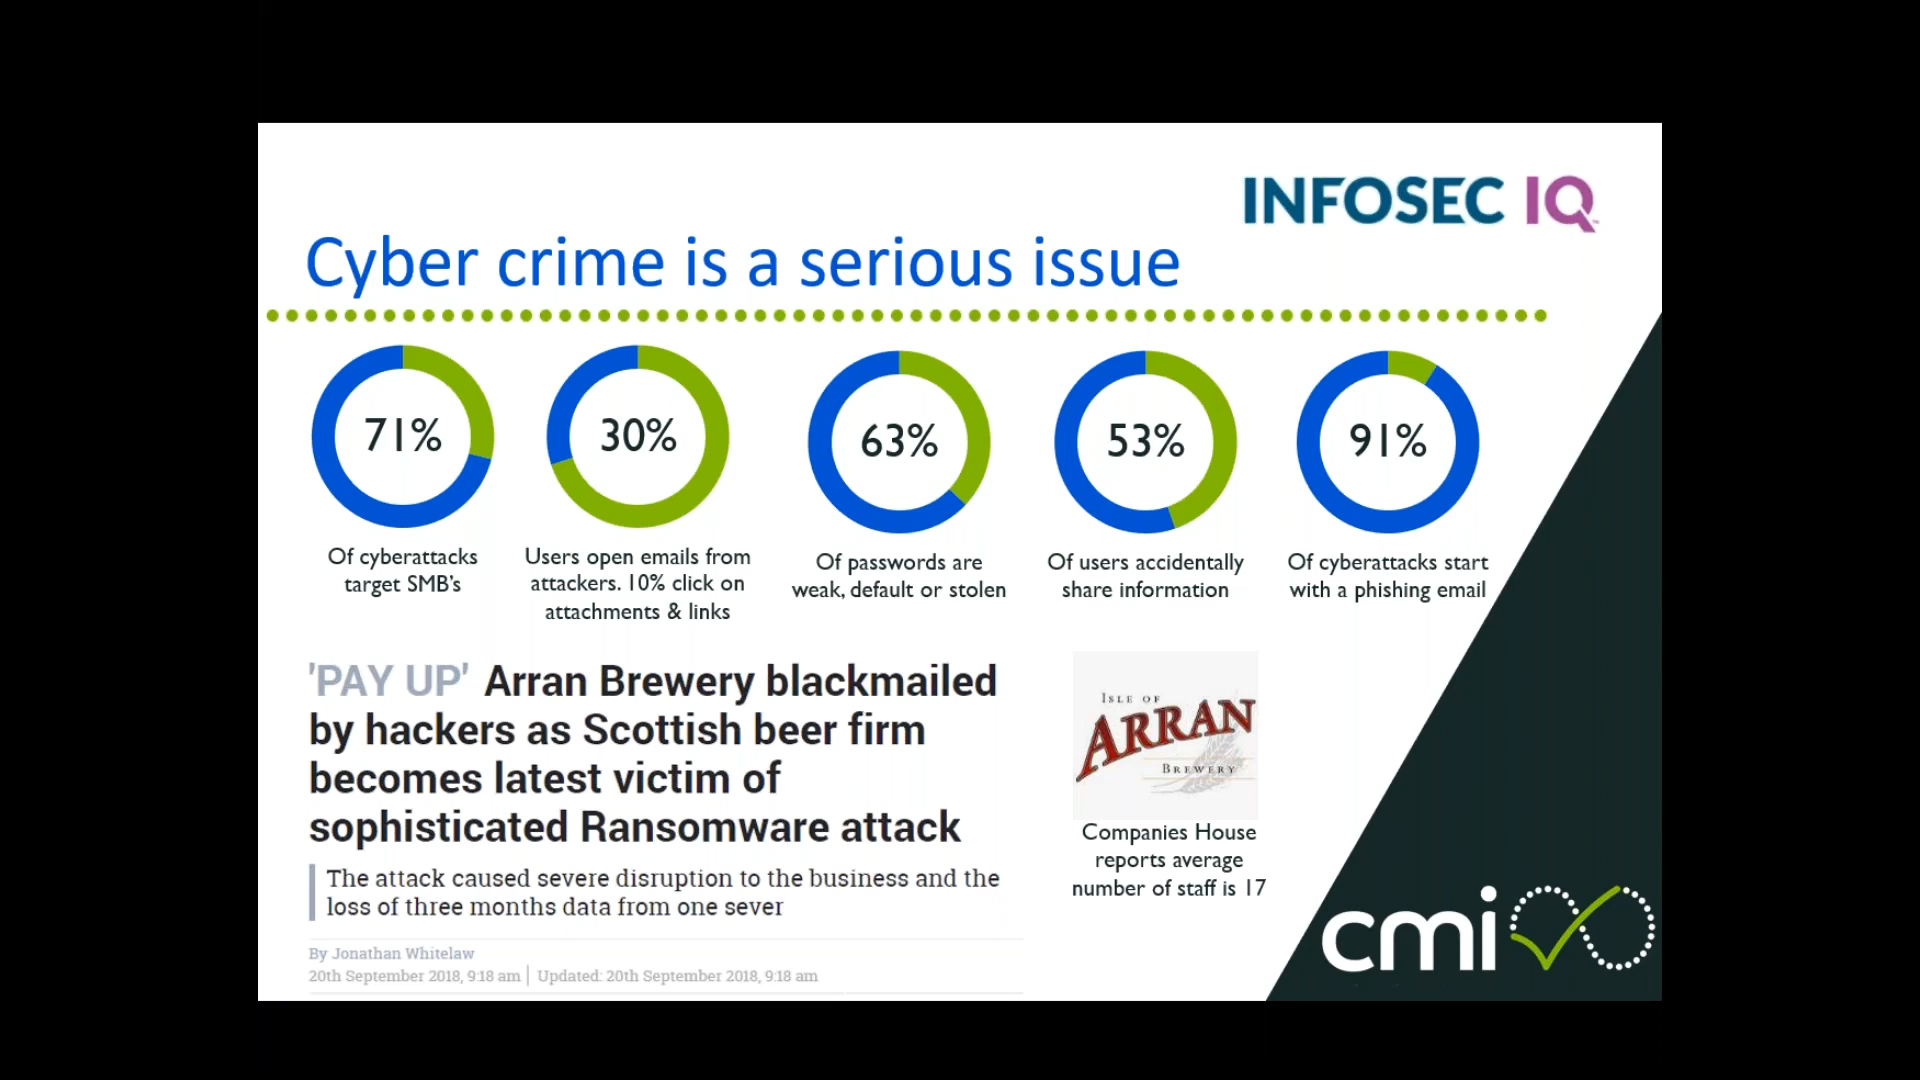 INFOSEC IQ
Cyber crime is a serious issue
71%
Of cyberattacks
target SMB's
30%
Users open emails from
attackers. 10% click on
attachments & links
63%
Of passwords are
weak, default or stolen
53%
Of users accidentally
share information
91%
Of cyberattacks start
with a phishing email
'PAY UP' Arran Brewery blackmailed
by hackers as Scottish beer firm
becomes latest victim of
sophisticated Ransomware attack
The attack caused severe disruption to the business and the
loss of three months data from one sever
By Jonathan Whitelaw
20th September 2018, 9:18 am | Updated: 20th September 2018, 9:18 am
ISLE OF
ARRAN
BREWERY
Companies House
reports average
number of staff is 17
cmi